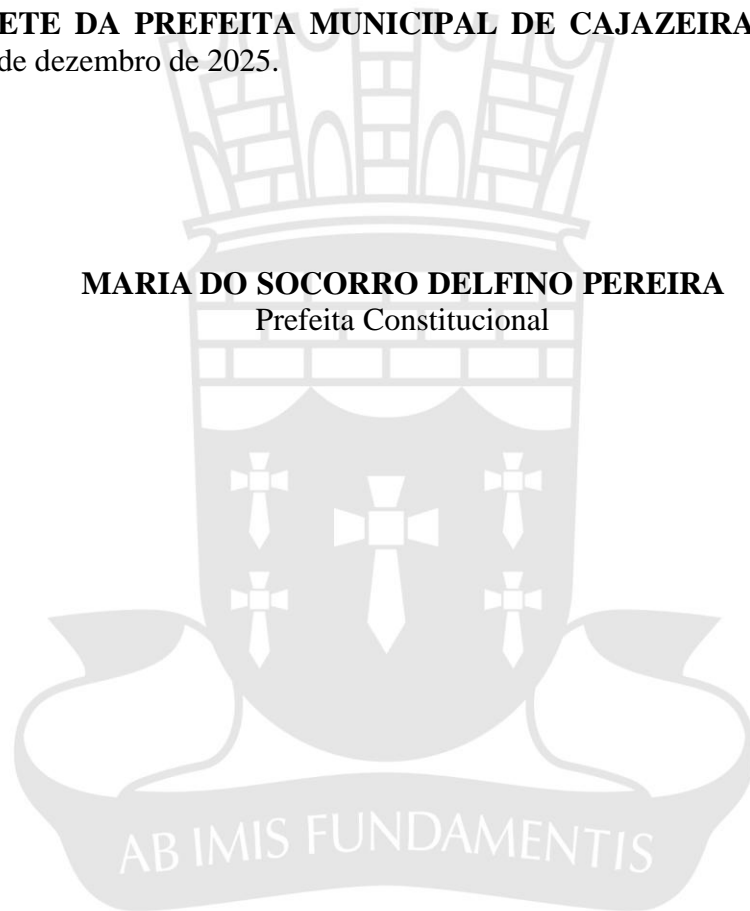 ETE DA PREFEITA MUNICIPAL DE CAJAZEIRA
de dezembro de 2025.
MARIA DO SOCORRO DELFINO PEREIRA
Prefeita Constitucional
AB IMIS FUNDAMENTIS